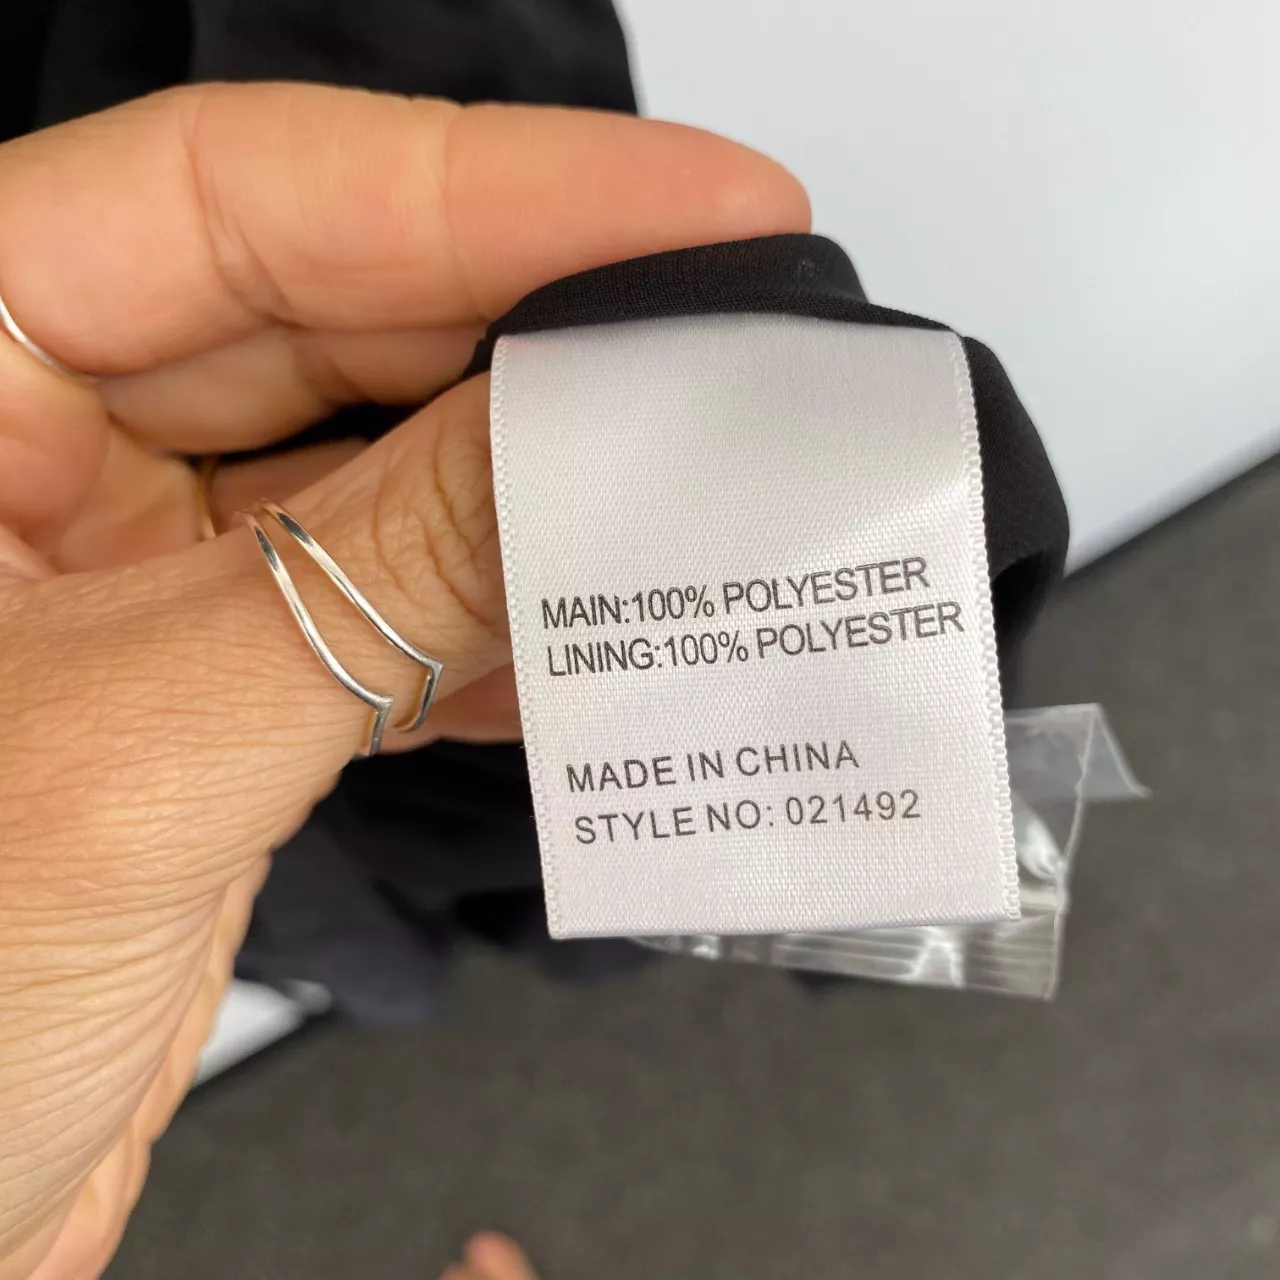 MAIN:100% POLYESTER
LINING:100% POLYESTER
MADE IN CHINA
STYLE NO: 021492